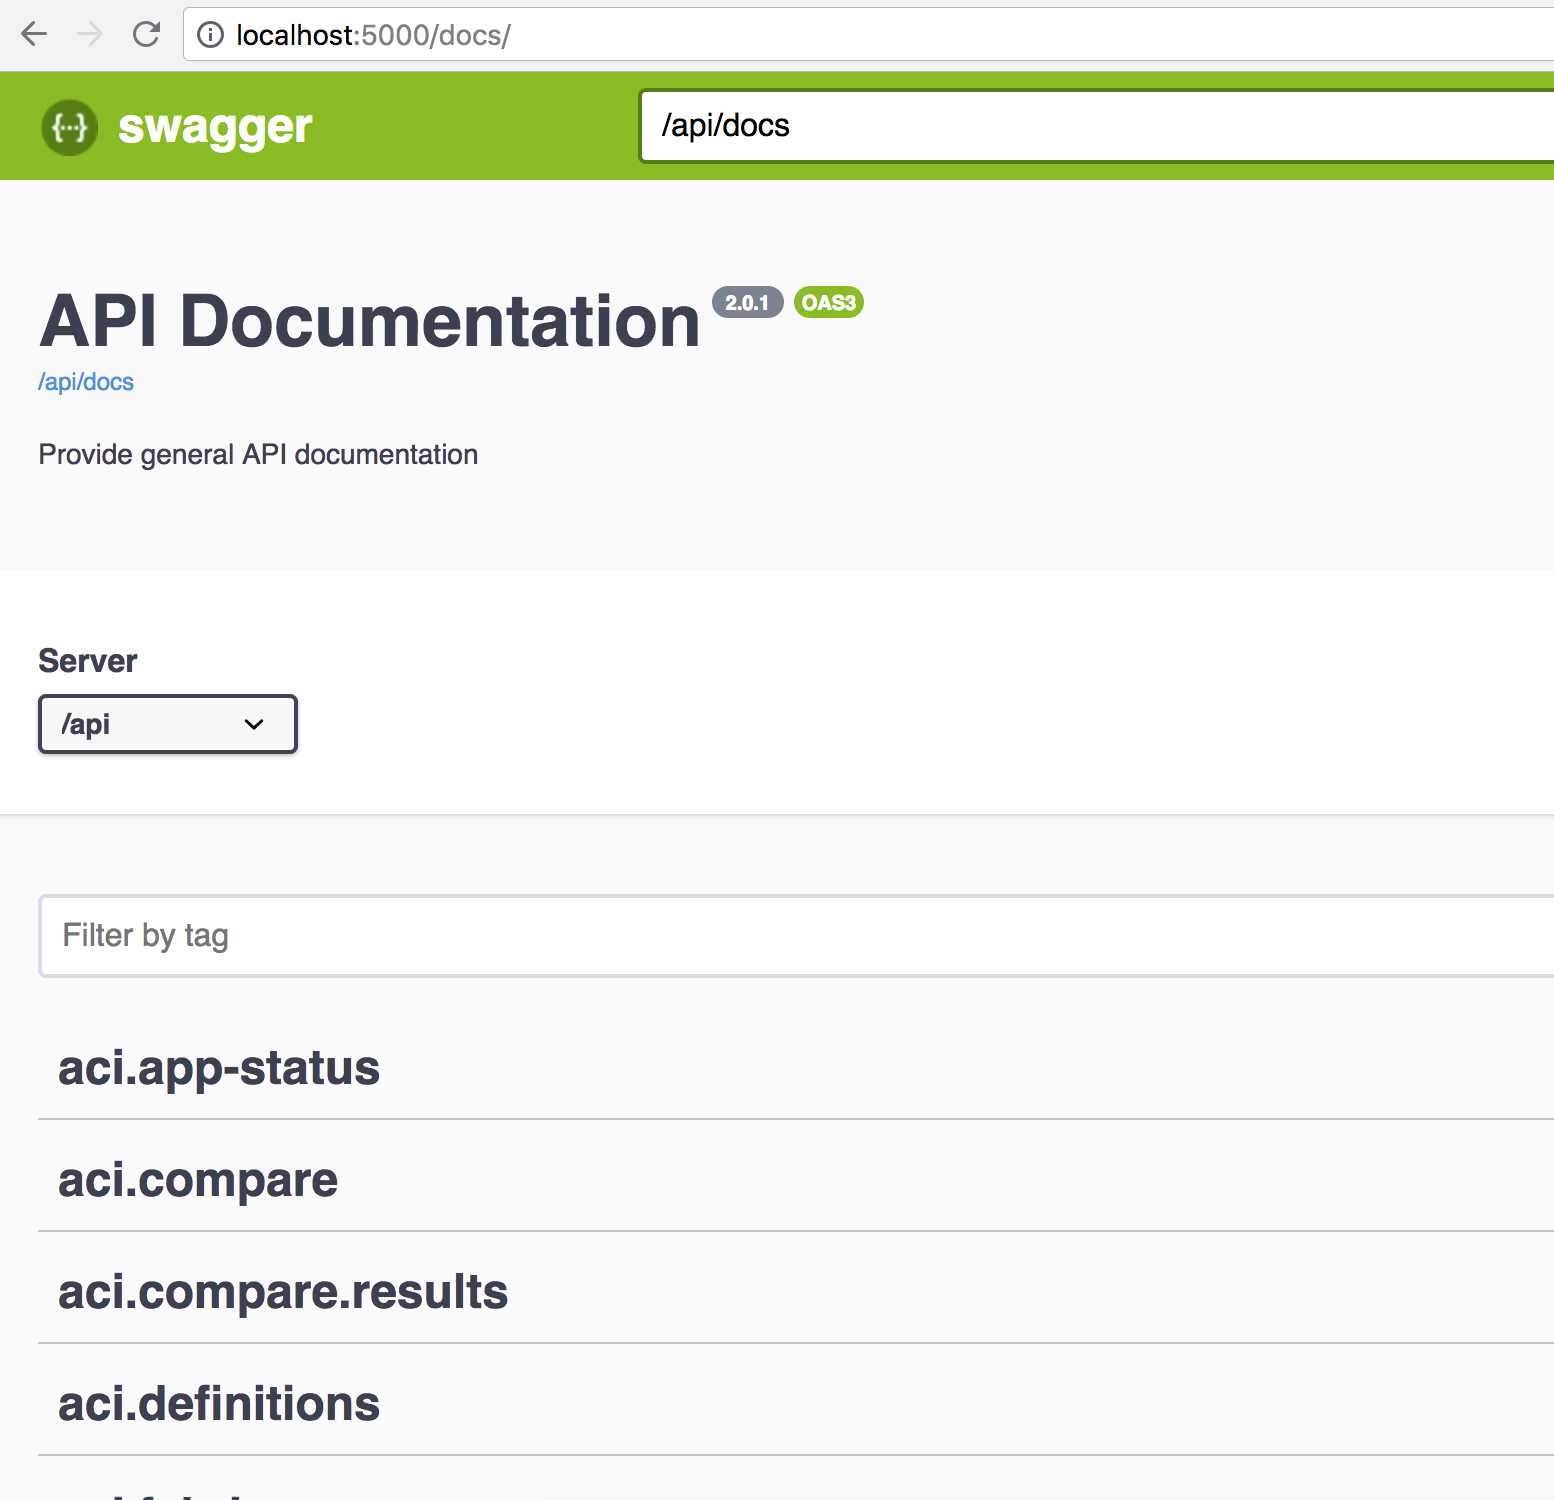 localhost:5000/docs/
swagger
/api/docs
API Documentation 2.0.1 OAS3
/api/docs
Provide general API documentation
Server
/api
Filter by tag
aci.app-status
aci.compare
aci.compare.results
aci.definitions